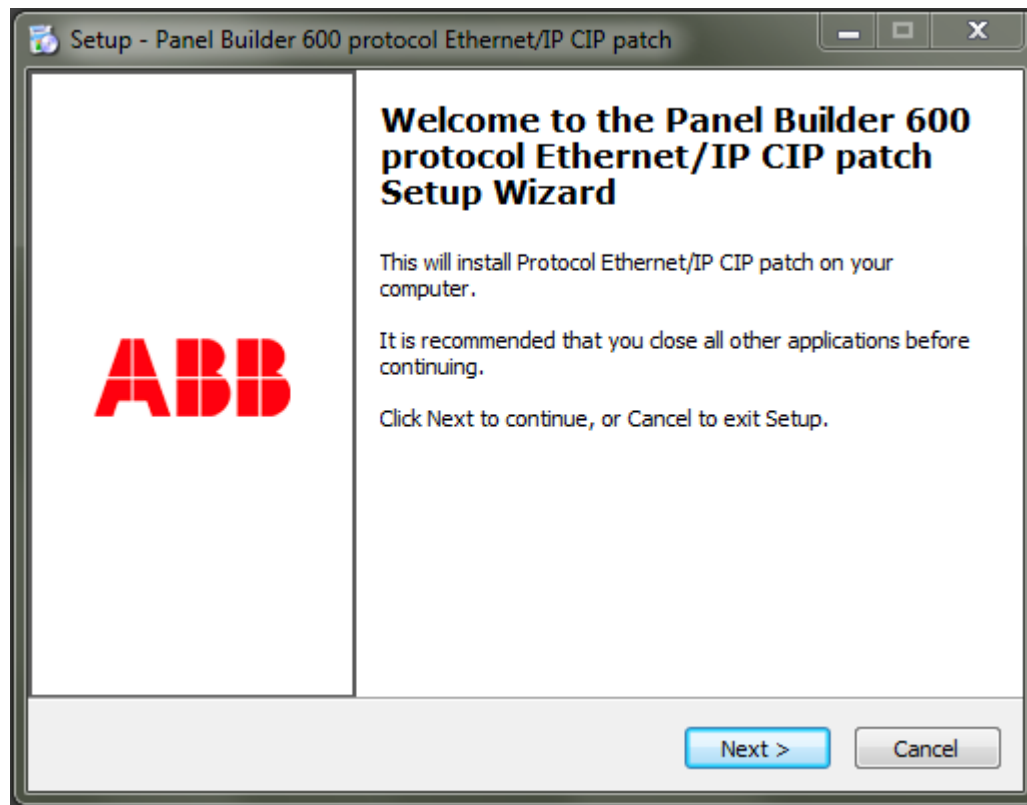 Setup - Panel Builder 600 protocol Ethernet/IP CIP patch
Welcome to the Panel Builder 600
protocol Ethernet/IP CIP patch
Setup Wizard
This will install Protocol Ethernet/IP CIP patch on your
computer.
It is recommended that you close all other applications before
continuing.
Click Next to continue, or Cancel to exit Setup.
ABB
Next >
Cancel